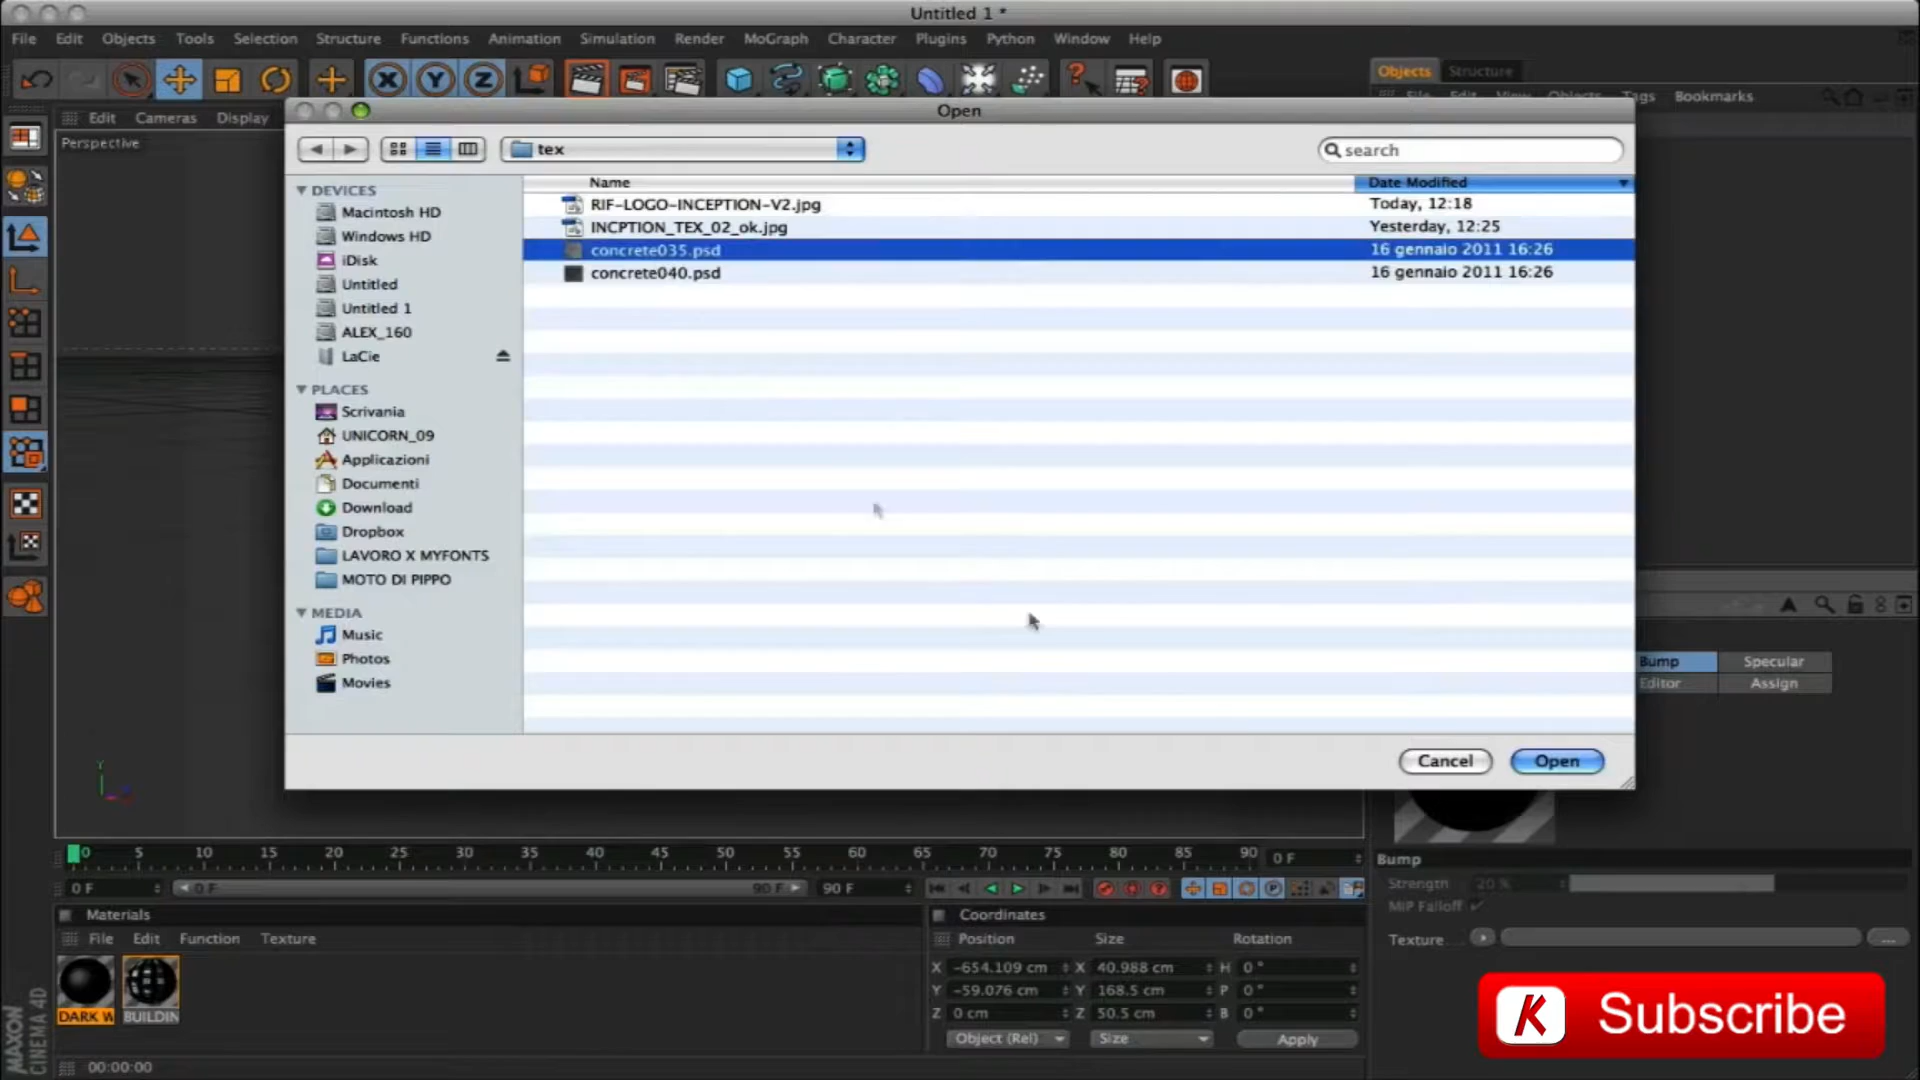 Untitled 1 *
File Edit Objects Tools Selection Structure Functions Animation Simulation Render MoGraph Character Plugins Python Window Help
X Y Z
Objects Structure
File Edit View Objects Tags Bookmarks
Edit Cameras Display
Perspective
Open
tex
search
Name Date Modified
RIF-LOGO-INCEPTION-V2.jpg Today, 12:18
INCPTION_TEX_02_ok.jpg Yesterday, 12:25
concrete035.psd 16 gennaio 2011 16:26
concrete040.psd 16 gennaio 2011 16:26
DEVICES
Macintosh HD
Windows HD
iDisk
Untitled
Untitled 1
ALEX_160
LaCie
PLACES
Scrivania
UNICORN_09
Applicazioni
Documenti
Download
Dropbox
LAVORO X MYFONTS
MOTO DI PIPPO
MEDIA
Music
Photos
Movies
Cancel Open
Bump Specular
Editor Assign
Y
0 5 10 15 20 25 30 35 40 45 50 55 60 65 70 75 80 85 90 0 F
0 F 0 F 90 F 90 F
Bump
Strength 20 %
MIP Falloff
Texture ...
Materials
File Edit Function Texture
DARK W BUILDIN
Coordinates
Position Size Rotation
X -654.109 cm X 40.988 cm H 0 °
Y -59.076 cm Y 168.5 cm P 0 °
Z 0 cm Z 50.5 cm B 0 °
Object (Rel) Size Apply
MAXON
CINEMA 4D
00:00:00
K Subscribe